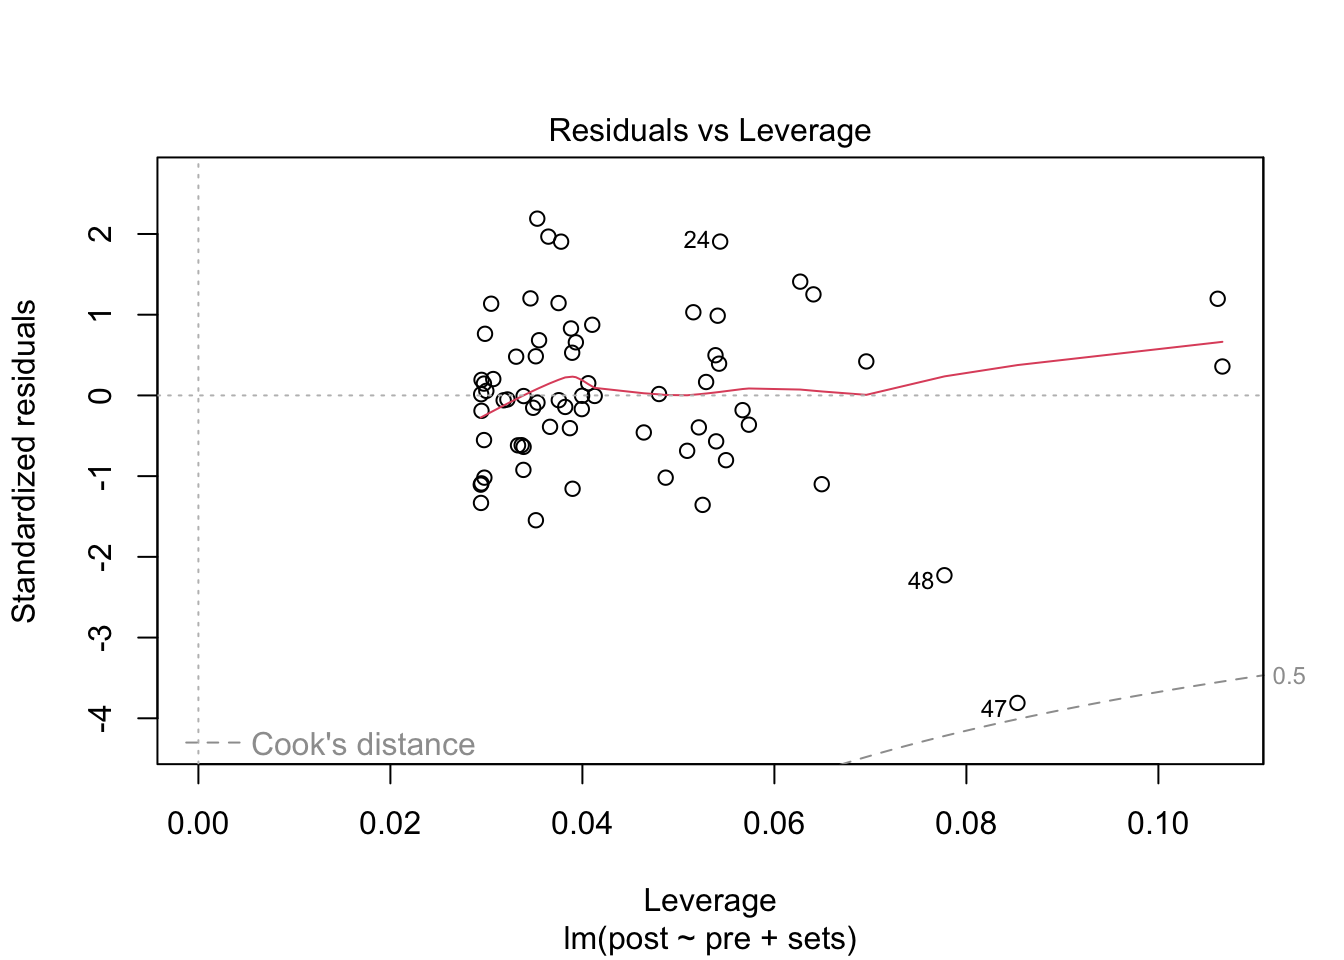 Residuals vs Leverage
Standardized residuals
2
1
0
-1
-2
-3
-4
24
48
47
0.5
Cook's distance
0.00 0.02 0.04 0.06 0.08 0.10
Leverage
lm(post ~ pre + sets)